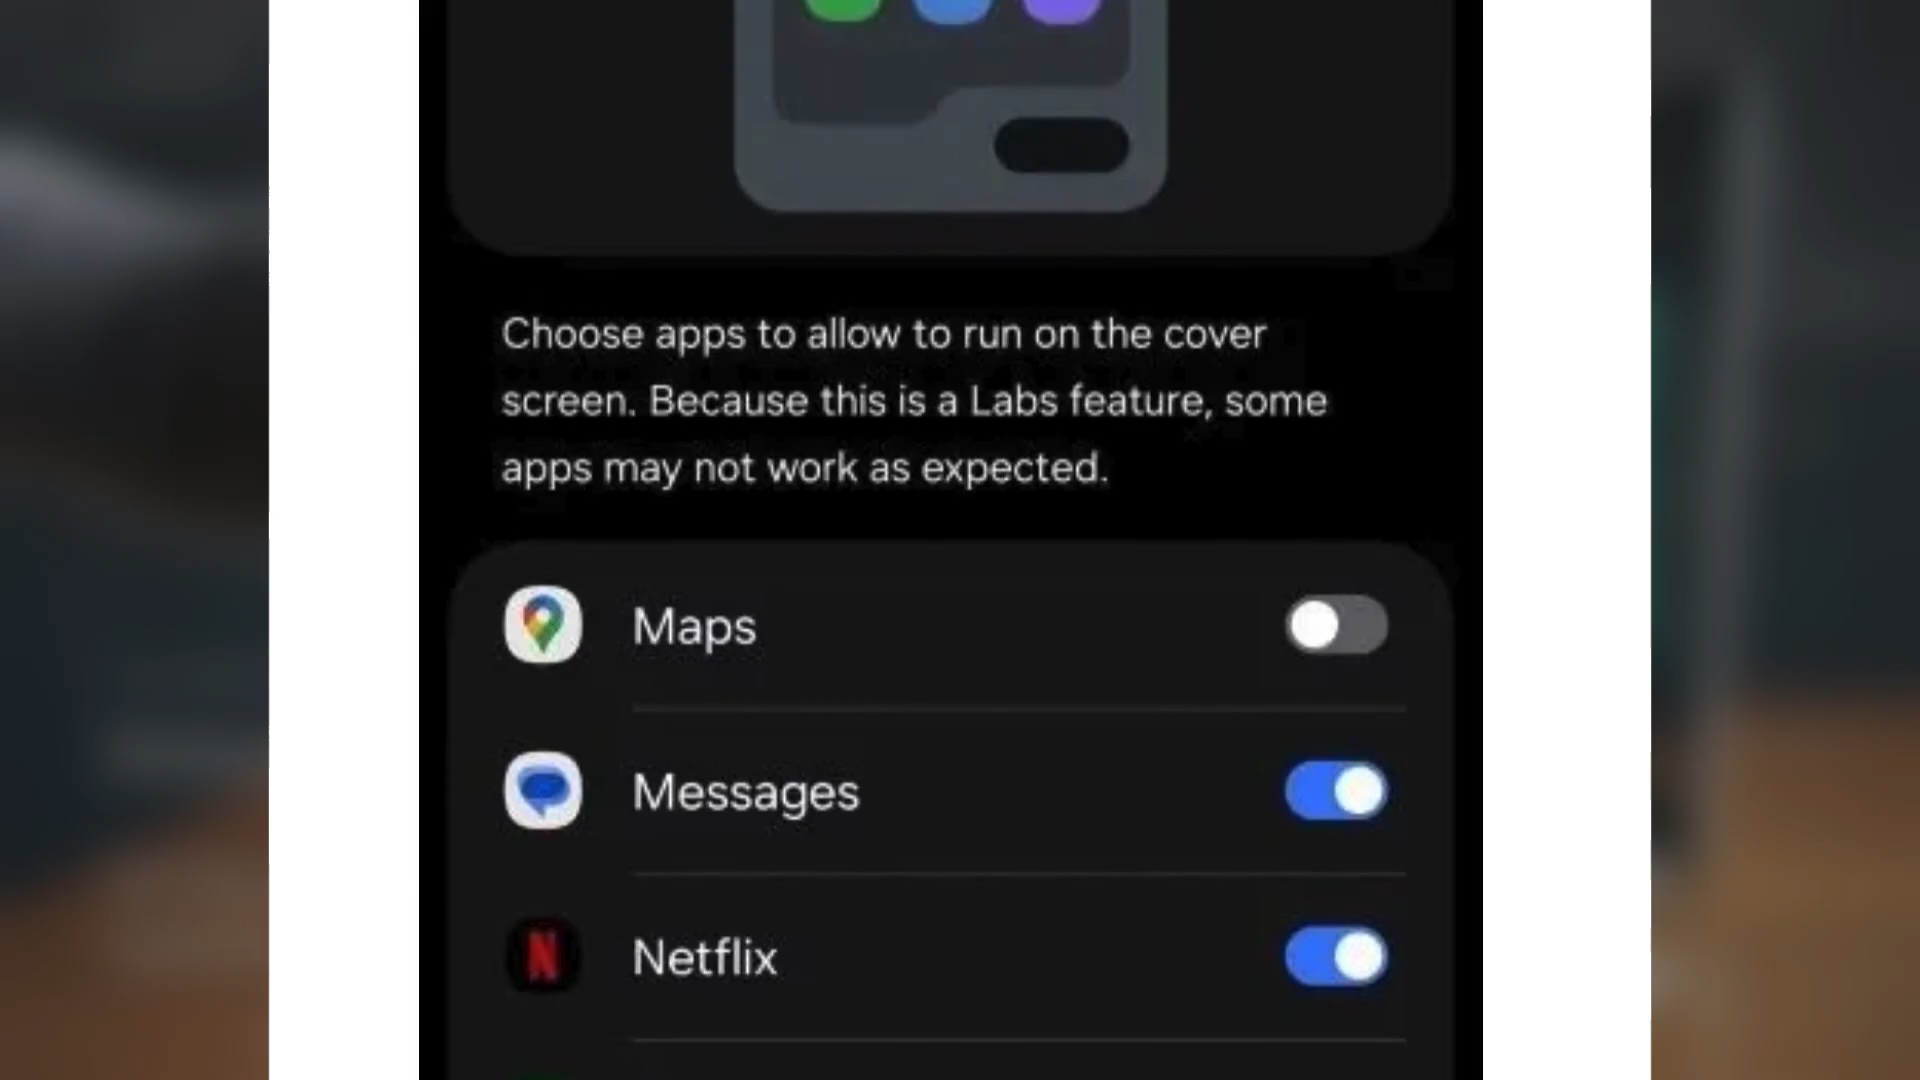 Choose apps to allow to run on the cover
screen. Because this is a Labs feature, some
apps may not work as expected.
Maps
Messages
N
Netflix